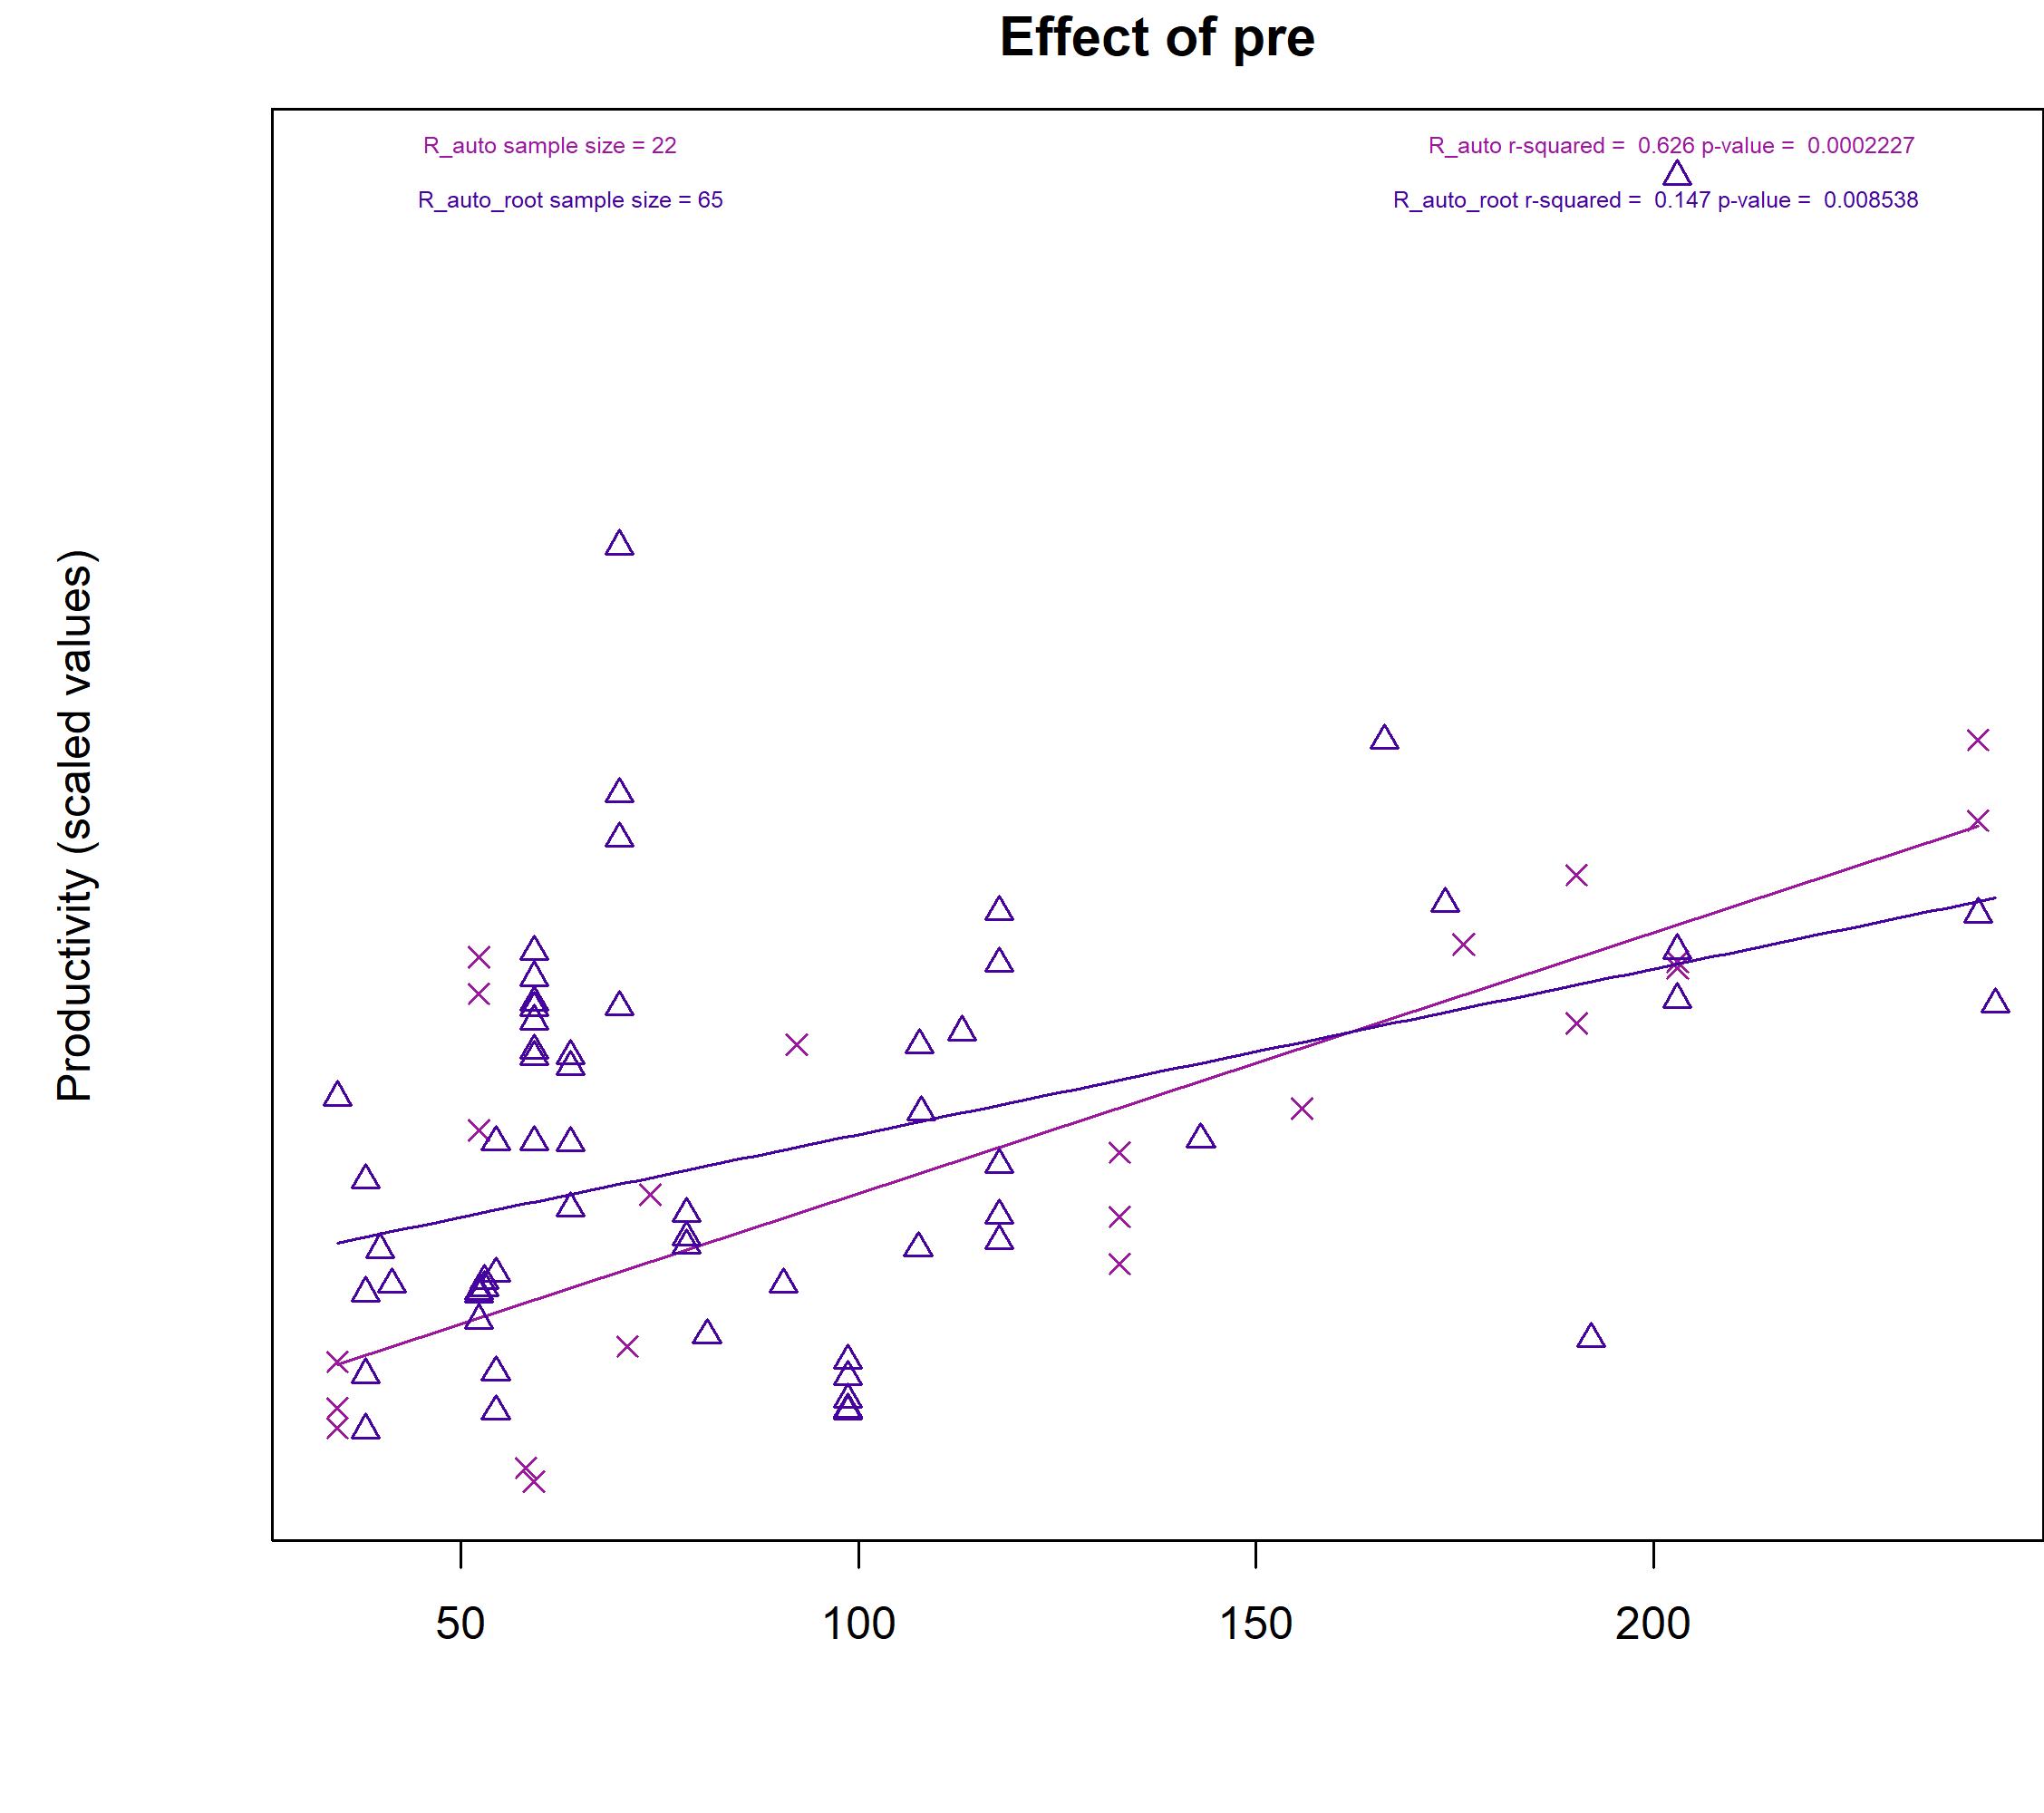 Effect of pre
R_auto sample size = 22
R_auto r-squared =  0.626 p-value =  0.0002227
R_auto_root sample size = 65
R_auto_root r-squared =  0.147 p-value =  0.008538
Productivity (scaled values)
50 100 150 200